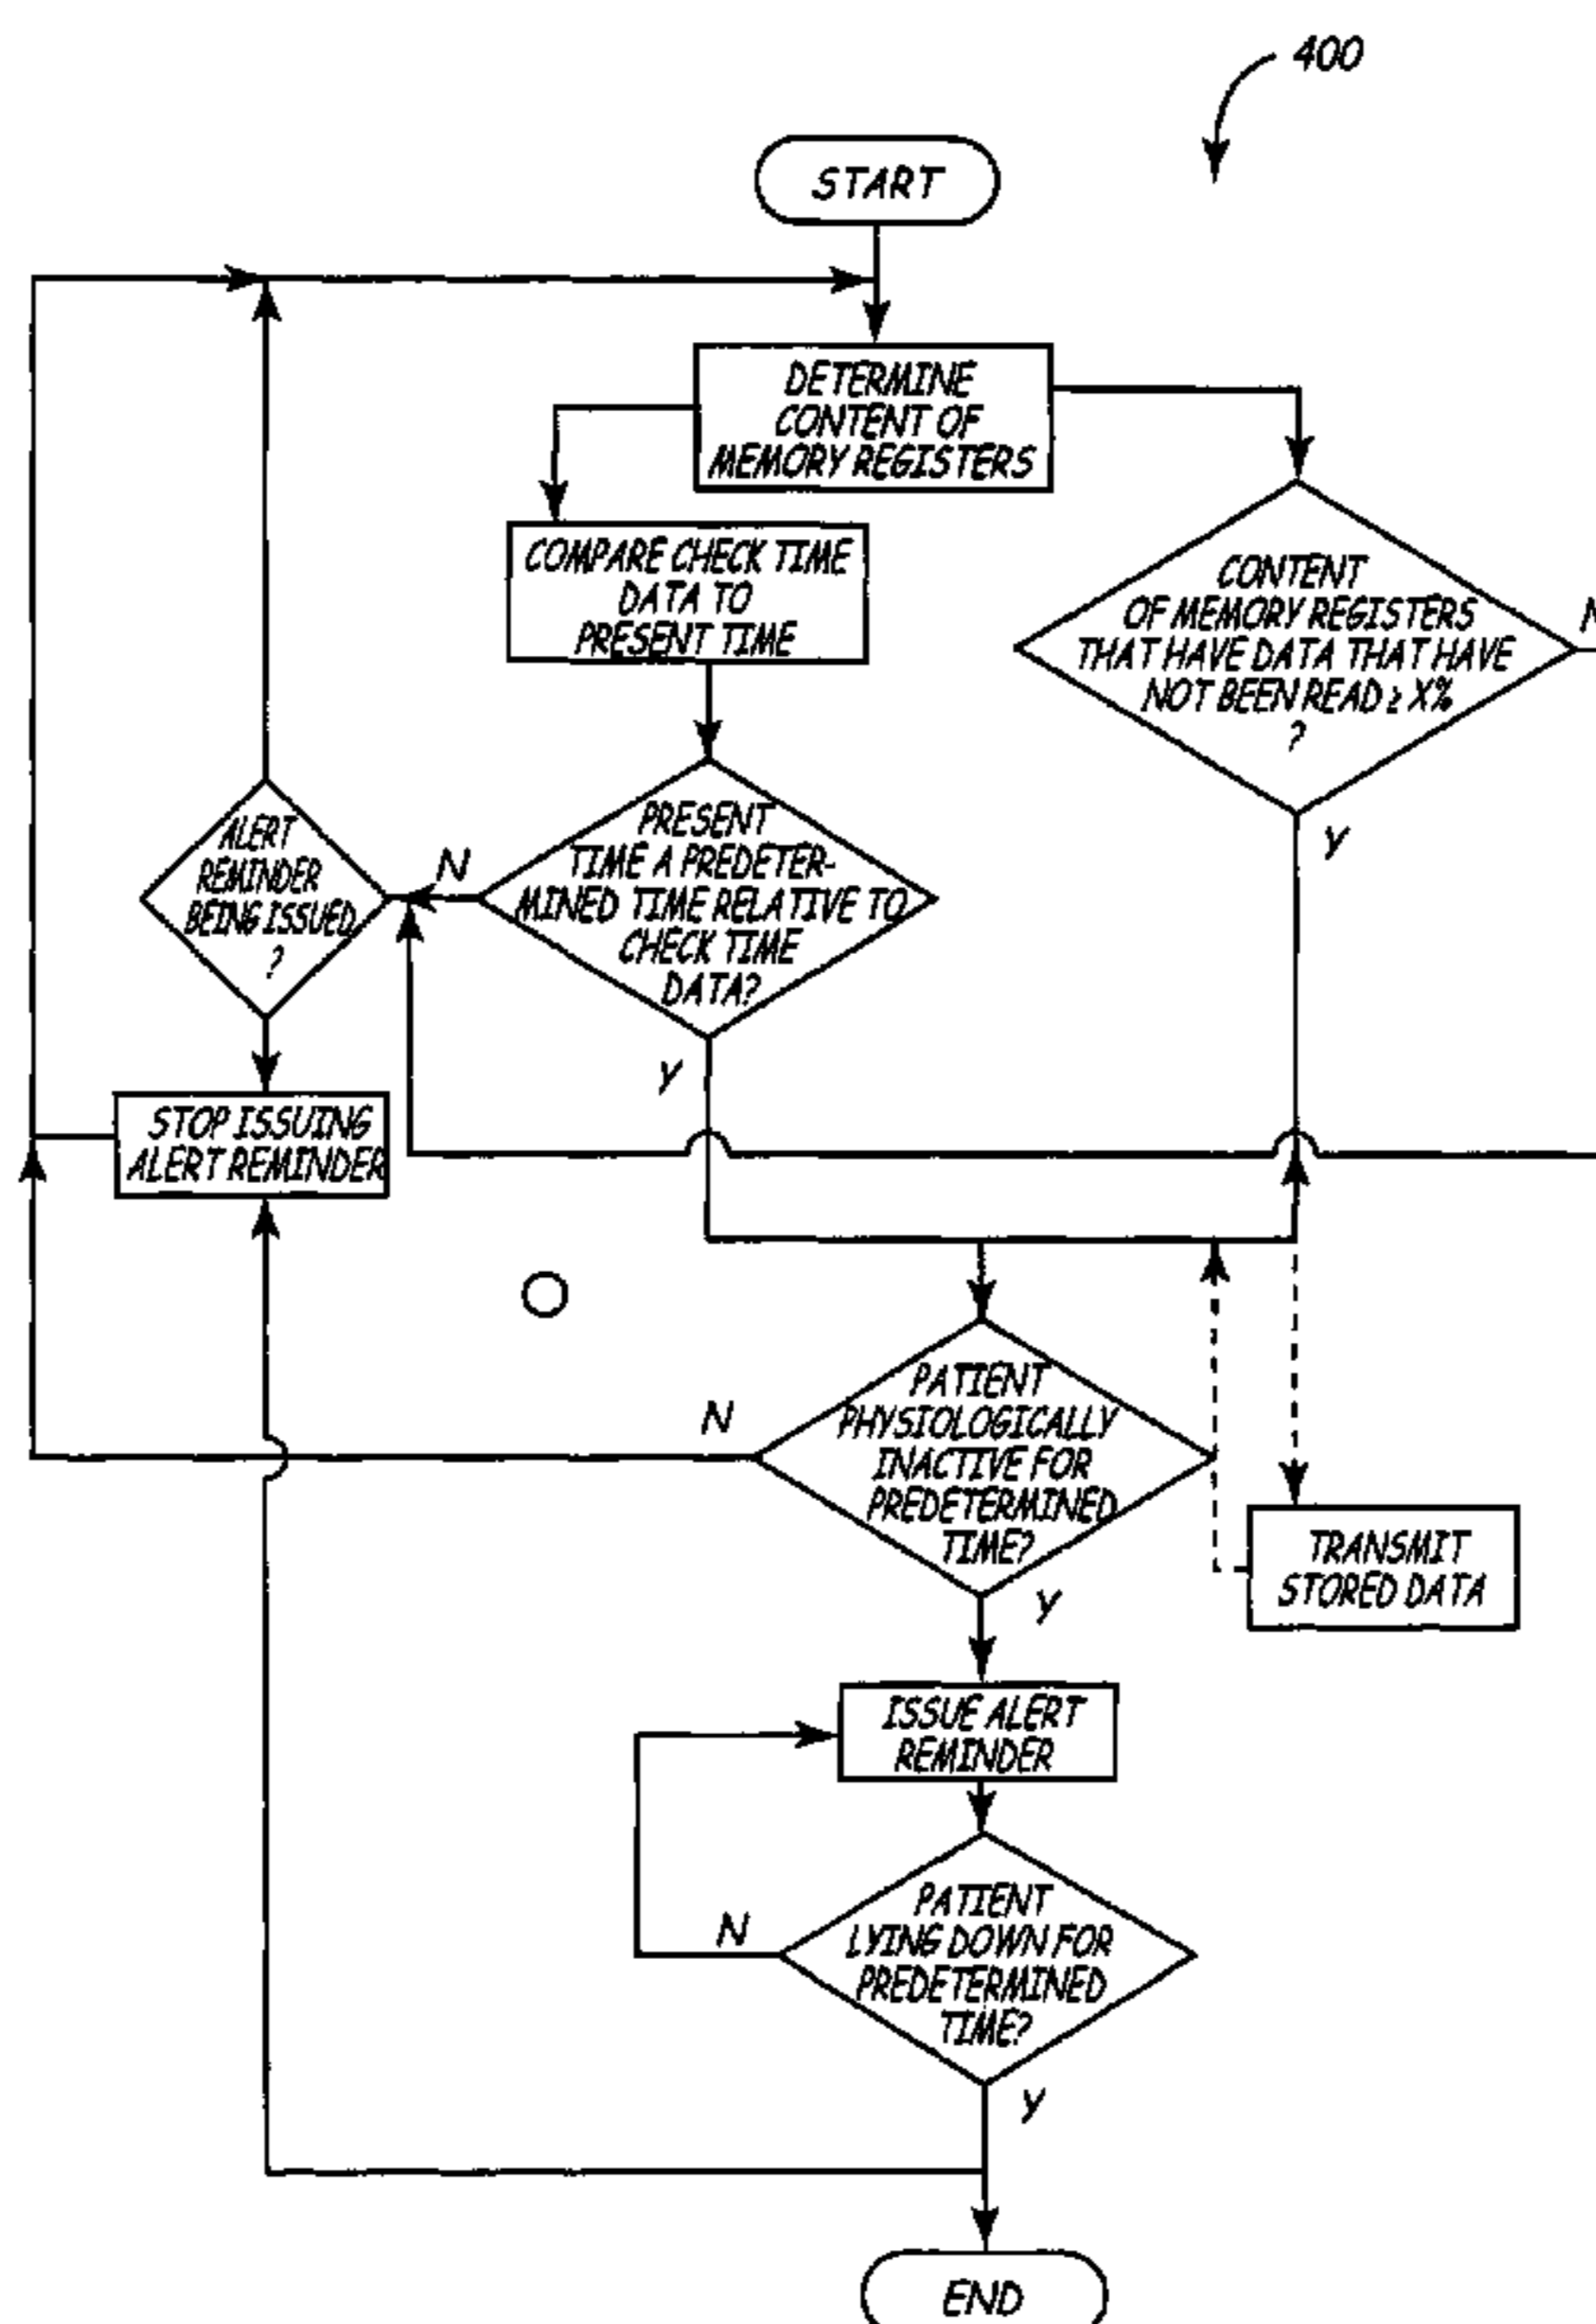 400
START
DETERMINE
CONTENT OF
MEMORY REGISTERS
COMPARE CHECK TIME
DATA TO
PRESENT TIME
CONTENT
OF MEMORY REGISTERS
THAT HAVE DATA THAT HAVE
NOT BEEN READ ≥ X%
?
N
Y
PRESENT
TIME A PREDETER-
MINED TIME RELATIVE TO
CHECK TIME
DATA?
N
Y
ALERT
REMINDER
BEING ISSUED
?
STOP ISSUING
ALERT REMINDER
PATIENT
PHYSIOLOGICALLY
INACTIVE FOR
PREDETERMINED
TIME?
N
Y
TRANSMIT
STORED DATA
ISSUE ALERT
REMINDER
PATIENT
LYING DOWN FOR
PREDETERMINED
TIME?
N
Y
END